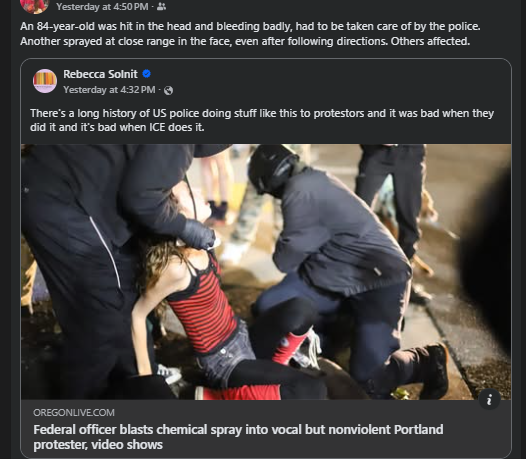 Yesterday at 4:50 PM ·
An 84-year-old was hit in the head and bleeding badly, had to be taken care of by the police.
Another sprayed at close range in the face, even after following directions. Others affected.
Rebecca Solnit
Yesterday at 4:32 PM ·
There's a long history of US police doing stuff like this to protestors and it was bad when they
did it and it's bad when ICE does it.
OREGONLIVE.COM
Federal officer blasts chemical spray into vocal but nonviolent Portland
protester, video shows